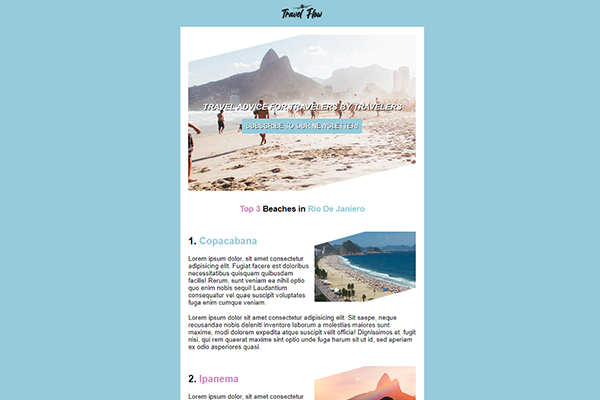 Travel Flow
TRAVEL ADVICE FOR TRAVELERS BY TRAVELERS
SUBSCRIBE TO OUR NEWSLETTER!
Top 3 Beaches in Rio De Janiero
1. Copacabana
Lorem ipsum dolor, sit amet consectetur
adipisicing elit. Fugiat facere est doloribus
necessitatibus quisquam quibusdam
facilis! Rerum, sunt veniam ea nihil optio
quo enim nobis sequi! Laudantium
consequatur vel quae suscipit voluptates
fuga enim cumque veniam.
Lorem ipsum dolor sit amet consectetur adipisicing elit. Sit saepe, neque
recusandae nobis deleniti inventore laborum a molestias maiores sunt
maxime, modi dolorem expedita atque suscipit velit officia! Dignissimos et, fugit
nisi, qui rem quaerat maxime sint optio unde fuga harum sit ut id, sed aperiam
ex odio asperiores quasi.
2. Ipanema
Lorem ipsum dolor, sit amet consectetur